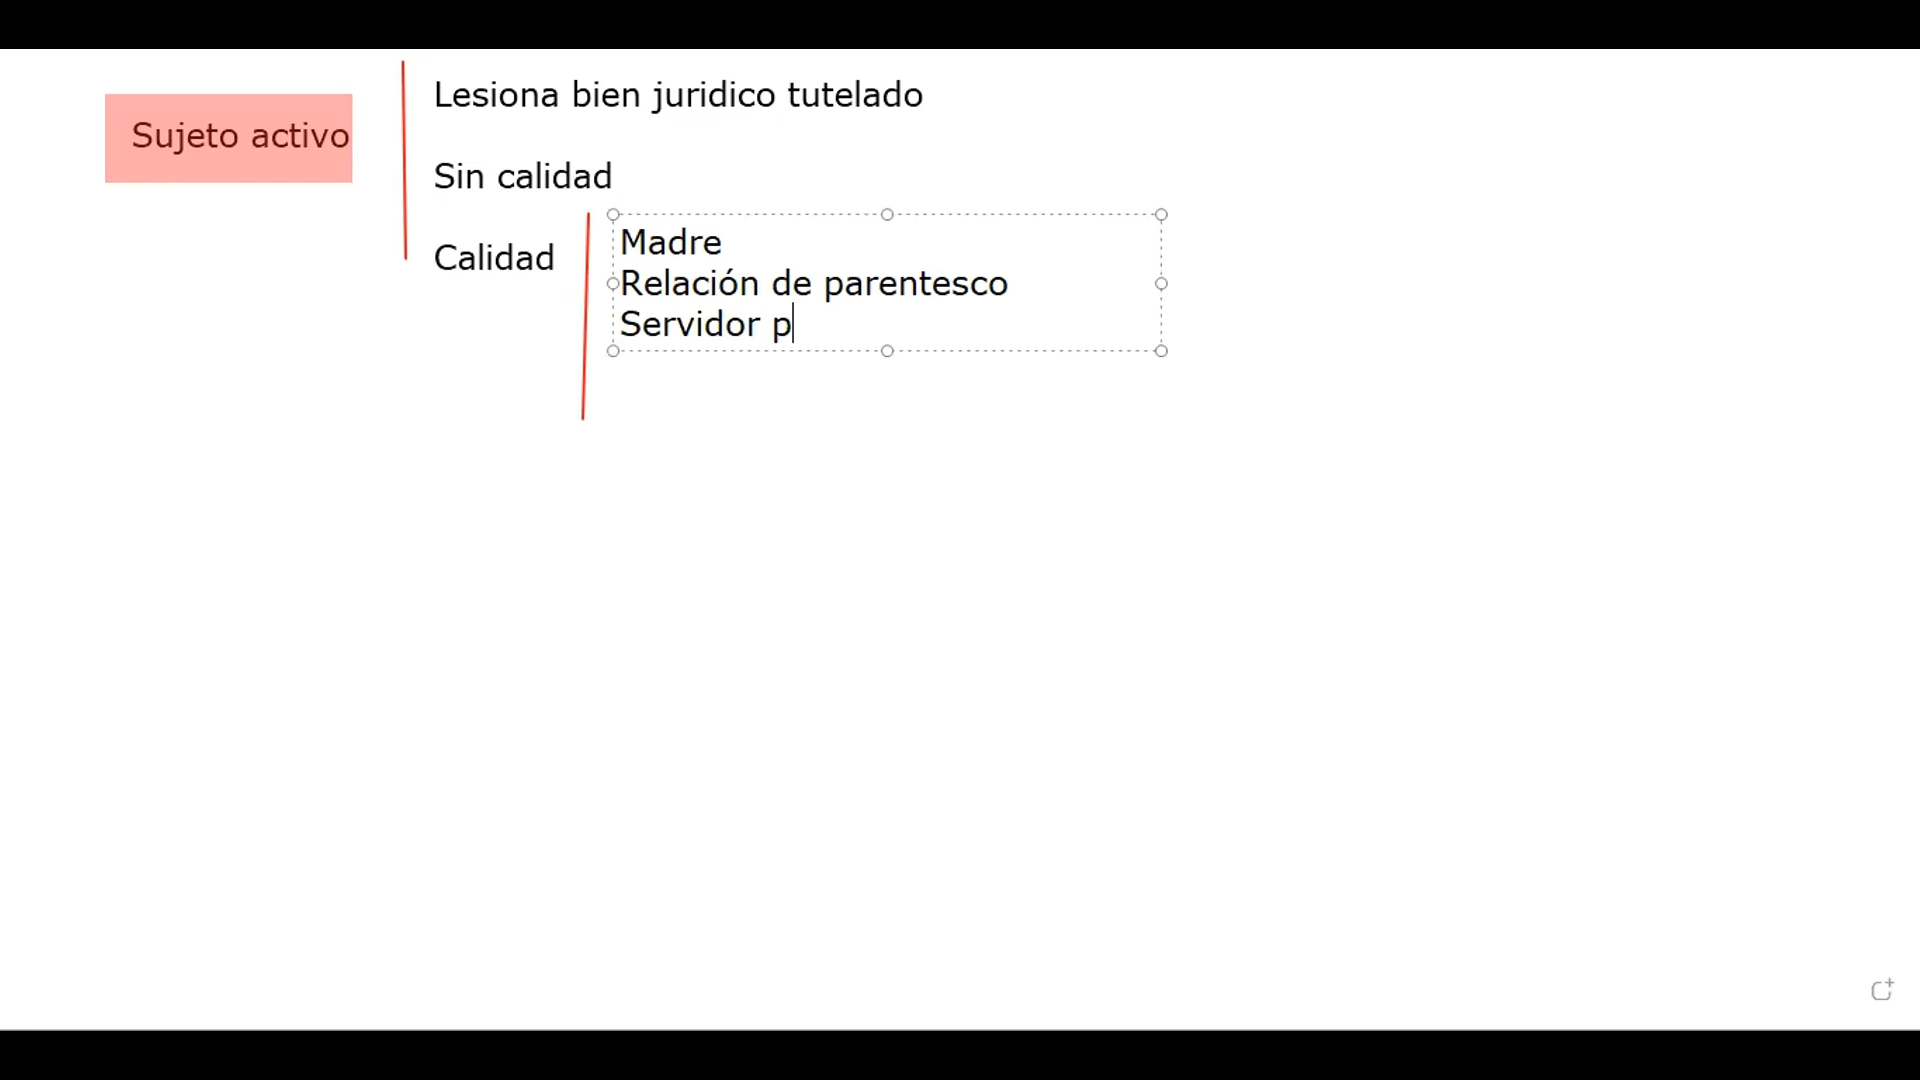 Lesiona bien juridico tutelado
Sujeto activo
Sin calidad
Calidad
Madre
Relación de parentesco
Servidor p